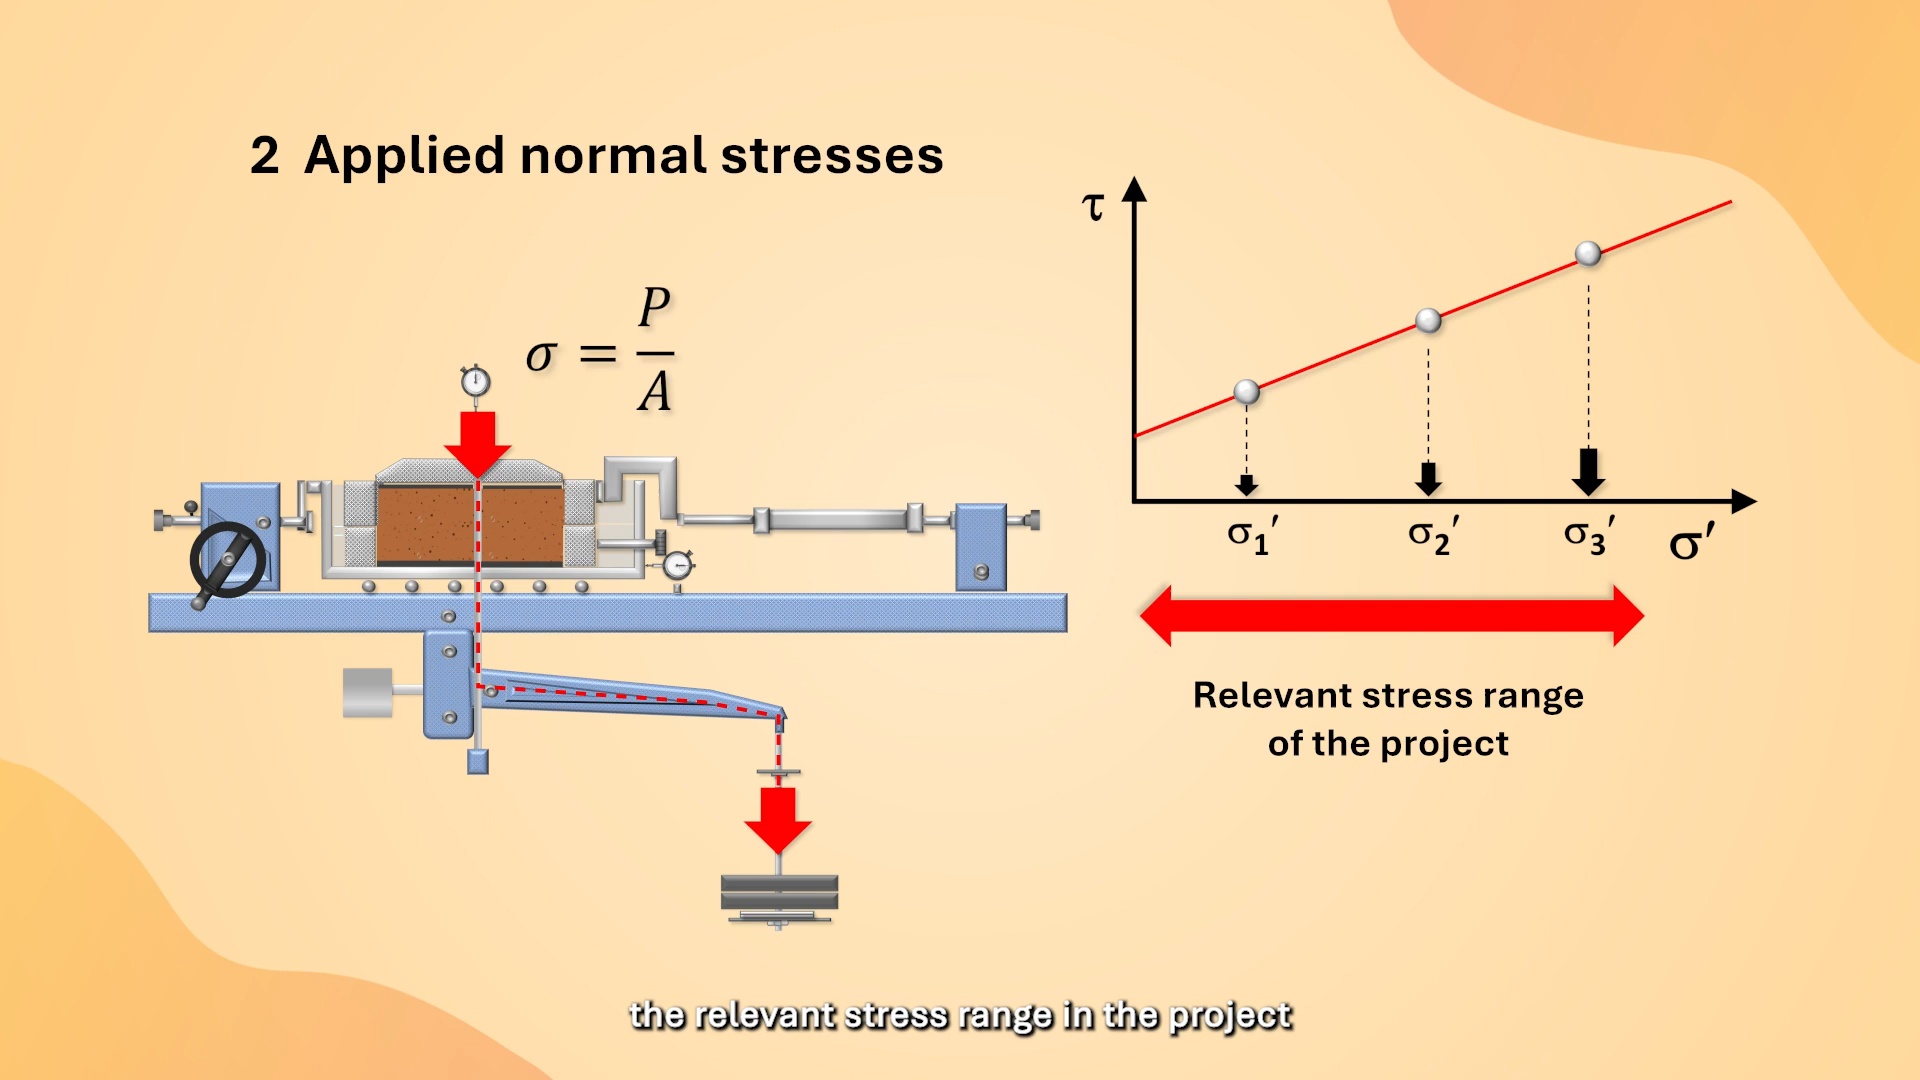 2 Applied normal stresses
σ = P/A
τ
σ₁′ σ₂′ σ₃′ σ′
Relevant stress range
of the project
the relevant stress range in the project